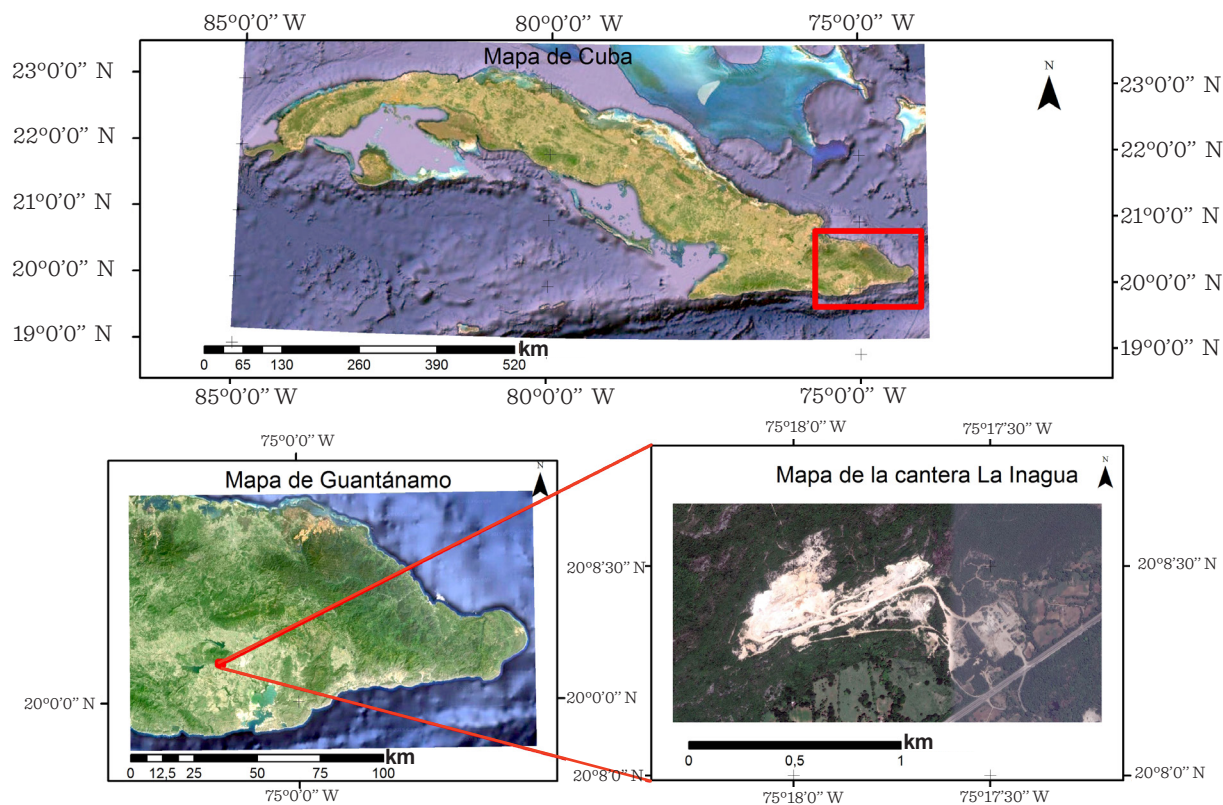 85º0'0'' W 80º0'0'' W 75º0'0'' W
Mapa de Cuba
N
23º0'0'' N 23º0'0'' N
22º0'0'' N 22º0'0'' N
21º0'0'' N 21º0'0'' N
20º0'0'' N 20º0'0'' N
19º0'0'' N 19º0'0'' N
km
0 65 130 260 390 520
85º0'0'' W 80º0'0'' W 75º0'0'' W
75º0'0'' W
Mapa de Guantánamo
N
20º0'0'' N 20º0'0'' N
km
0 12,5 25 50 75 100
75º0'0'' W
75º18'0'' W 75º17'30'' W
Mapa de la cantera La Inagua
N
20º8'30'' N 20º8'30'' N
0 0,5 1
km
20º8'0'' N 20º8'0'' N
75º18'0'' W 75º17'30'' W